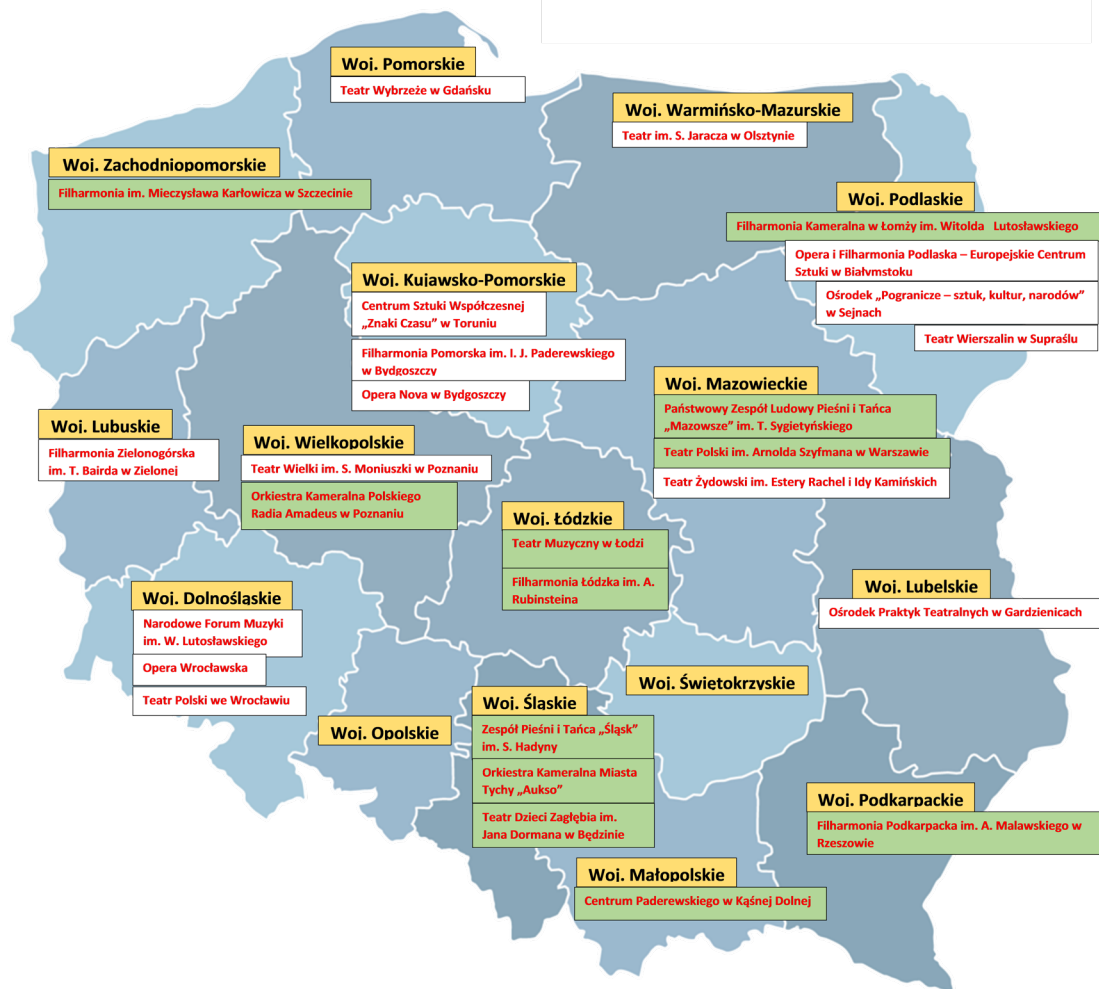 Woj. Pomorskie
Teatr Wybrzeże w Gdańsku
Woj. Warmińsko-Mazurskie
Teatr im. S. Jaracza w Olsztynie
Woj. Zachodniopomorskie
Filharmonia im. Mieczysława Karłowicza w Szczecinie
Woj. Podlaskie
Filharmonia Kameralna w Łomży im. Witolda Lutosławskiego
Opera i Filharmonia Podlaska – Europejskie Centrum
Sztuki w Białymstoku
Ośrodek „Pogranicze – sztuk, kultur, narodów”
w Sejnach
Teatr Wierszalin w Supraślu
Woj. Kujawsko-Pomorskie
Centrum Sztuki Współczesnej
„Znaki Czasu” w Toruniu
Filharmonia Pomorska im. I. J. Paderewskiego
w Bydgoszczy
Opera Nova w Bydgoszczy
Woj. Mazowieckie
Państwowy Zespół Ludowy Pieśni i Tańca
„Mazowsze” im. T. Sygietyńskiego
Teatr Polski im. Arnolda Szyfmana w Warszawie
Teatr Żydowski im. Estery Rachel i Idy Kamińskich
Woj. Lubuskie
Filharmonia Zielonogórska
im. T. Bairda w Zielonej
Woj. Wielkopolskie
Teatr Wielki im. S. Moniuszki w Poznaniu
Orkiestra Kameralna Polskiego
Radia Amadeus w Poznaniu
Woj. Łódzkie
Teatr Muzyczny w Łodzi
Filharmonia Łódzka im. A.
Rubinsteina
Woj. Lubelskie
Ośrodek Praktyk Teatralnych w Gardzienicach
Woj. Dolnośląskie
Narodowe Forum Muzyki
im. W. Lutosławskiego
Opera Wrocławska
Teatr Polski we Wrocławiu
Woj. Świętokrzyskie
Woj. Opolskie
Woj. Śląskie
Zespół Pieśni i Tańca „Śląsk”
im. S. Hadyny
Orkiestra Kameralna Miasta
Tychy „Aukso”
Teatr Dzieci Zagłębia im.
Jana Dormana w Będzinie
Woj. Podkarpackie
Filharmonia Podkarpacka im. A. Malawskiego w
Rzeszowie
Woj. Małopolskie
Centrum Paderewskiego w Kąśnej Dolnej